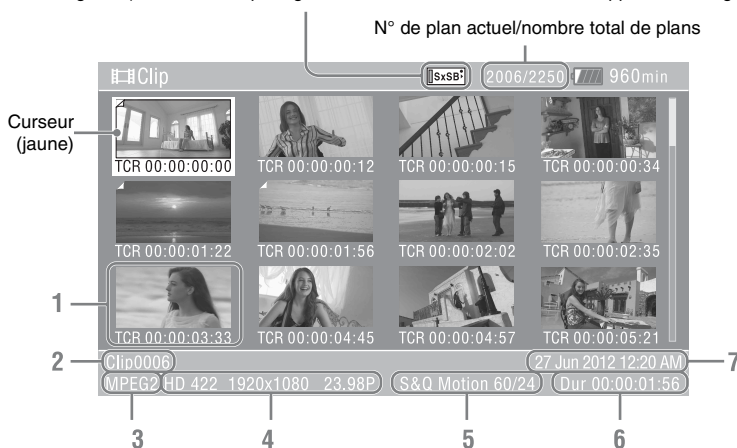 N° de plan actuel/nombre total de plans
Clip
SxSB
2006/2250
960min
Curseur
(jaune)
TCR 00:00:00:00
TCR 00:00:00:12
TCR 00:00:00:15
TCR 00:00:00:34
TCR 00:00:01:22
TCR 00:00:01:56
TCR 00:00:02:02
TCR 00:00:02:35
1
TCR 00:00:03:33
TCR 00:00:04:45
TCR 00:00:04:57
TCR 00:00:05:21
2
Clip0006
27 Jun 2012 12:20 AM
7
MPEG2
HD 422 1920x1080 23.98P
S&Q Motion 60/24
Dur 00:00:01:56
3
4
5
6